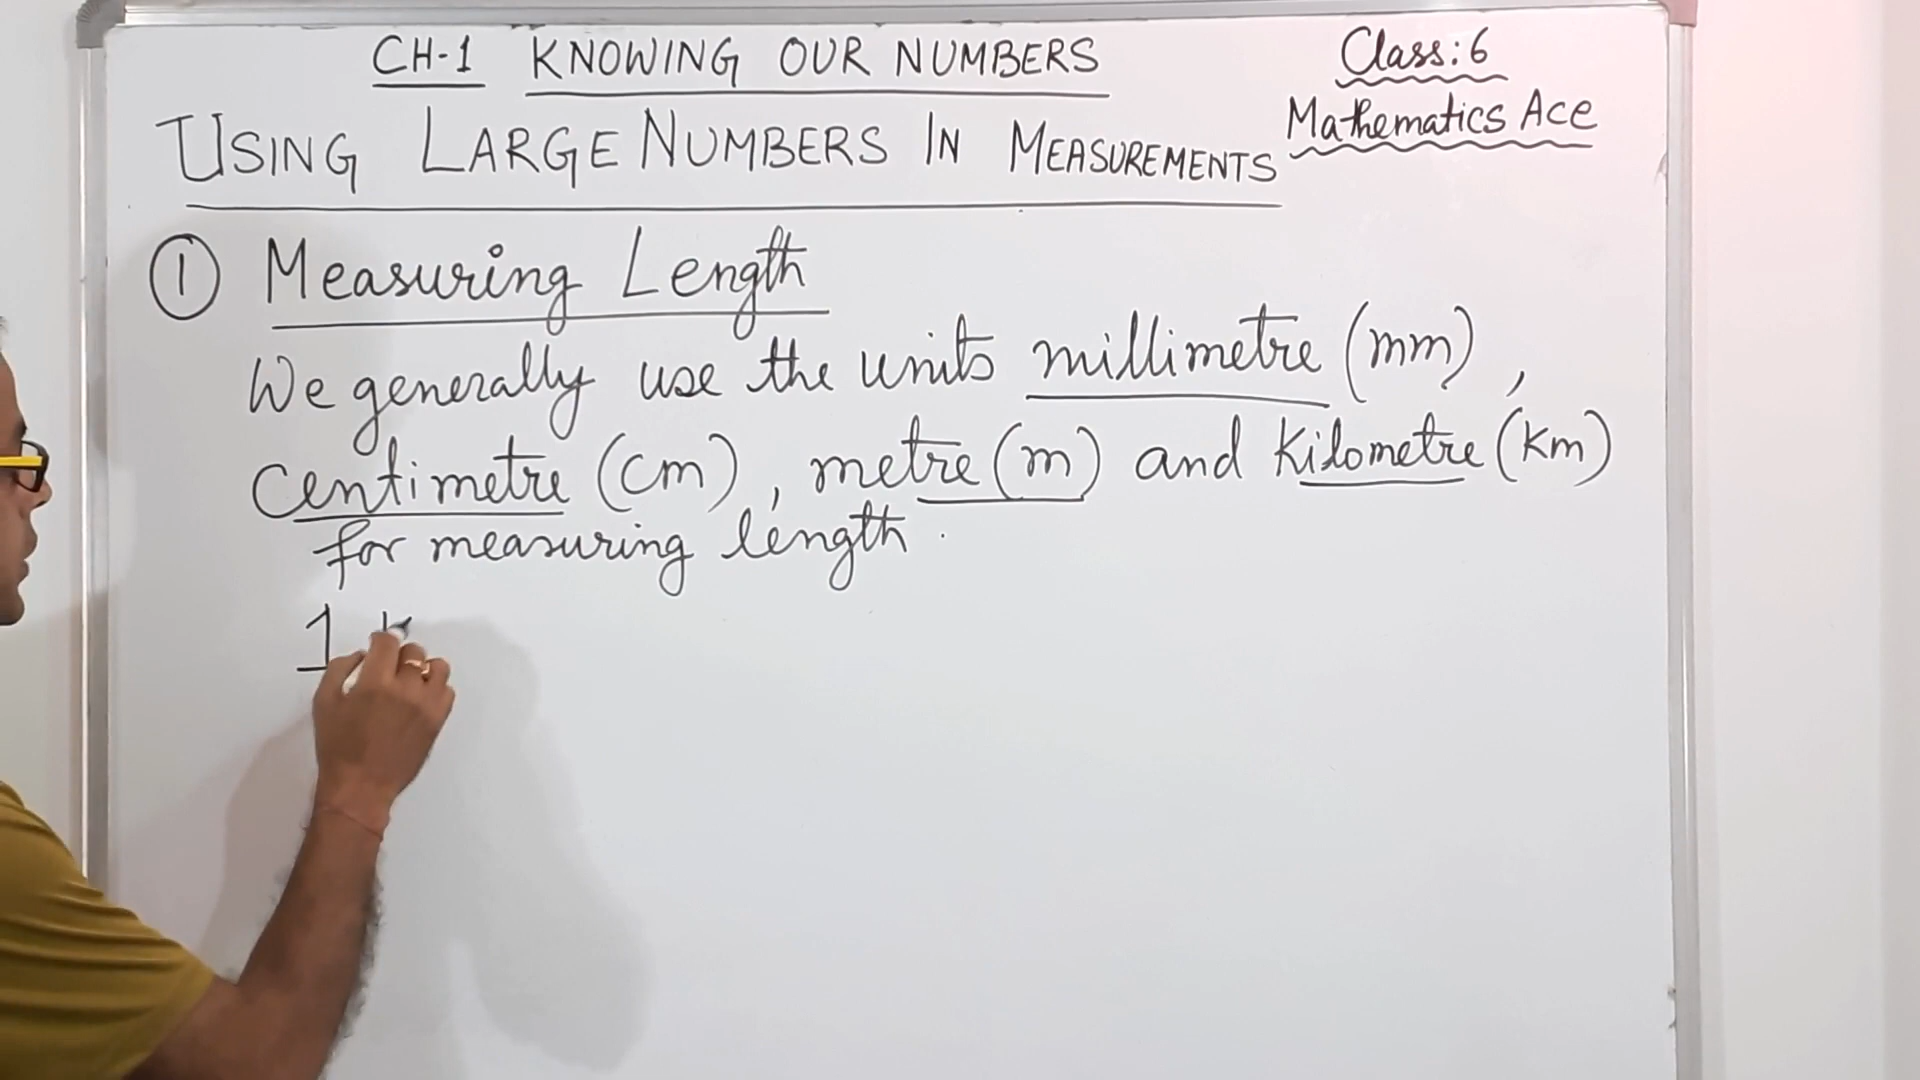 CH-1 KNOWING OUR NUMBERS
Class: 6
Mathematics Ace
USING LARGE NUMBERS IN MEASUREMENTS
① Measuring Length
We generally use the units millimetre (mm) ,
Centimetre (cm) , metre (m) and kilometre (km)
for measuring length .
1